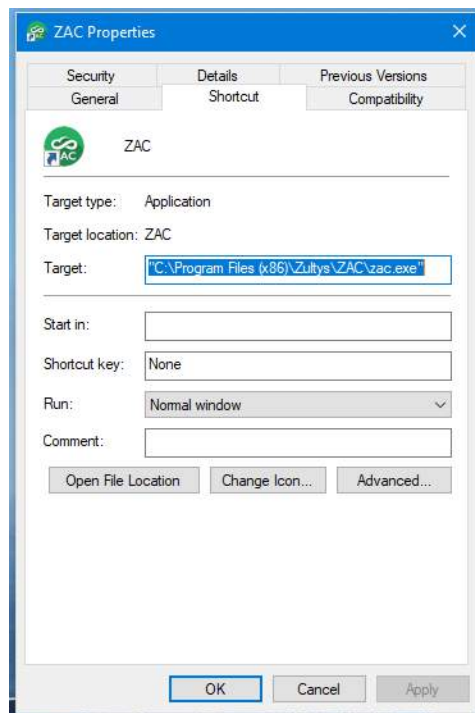 ZAC Properties
Security Details Previous Versions
General Shortcut Compatibility
AC ZAC
Target type: Application
Target location: ZAC
Target: "C:\Program Files (x86)\Zultys\ZAC\zac.exe"
Start in:
Shortcut key: None
Run: Normal window
Comment:
Open File Location Change Icon... Advanced...
OK Cancel Apply